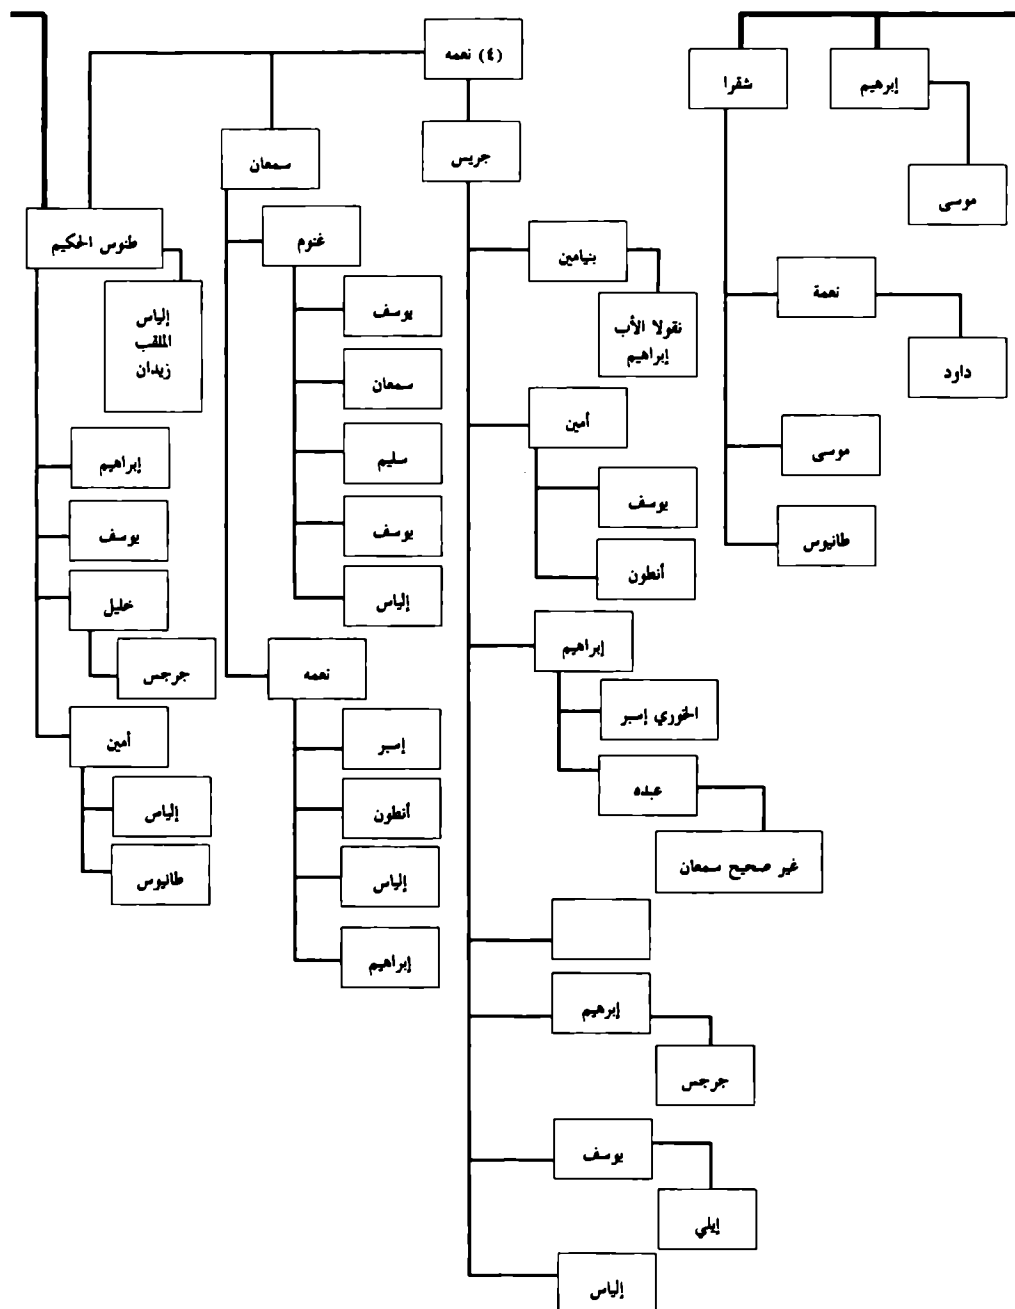 شقرا
إبرهيم
موسى
نعمة
داود
موسى
طانيوس
(٤) نعمه
جريس
بنيامين
نقولا الأب
إبراهيم
أمين
يوسف
أنطون
إبراهيم
الخوري إسبر
عبده
غير صحيح سمعان
إبرهيم
جرجس
يوسف
إيلي
إلياس
سمعان
غنوم
يوسف
سمعان
سليم
يوسف
إلياس
نعمه
إسبر
أنطون
إلياس
إبراهيم
طنوس الحكيم
إلياس
الملقب
زيدان
إبراهيم
يوسف
خليل
جرجس
أمين
إلياس
طانيوس